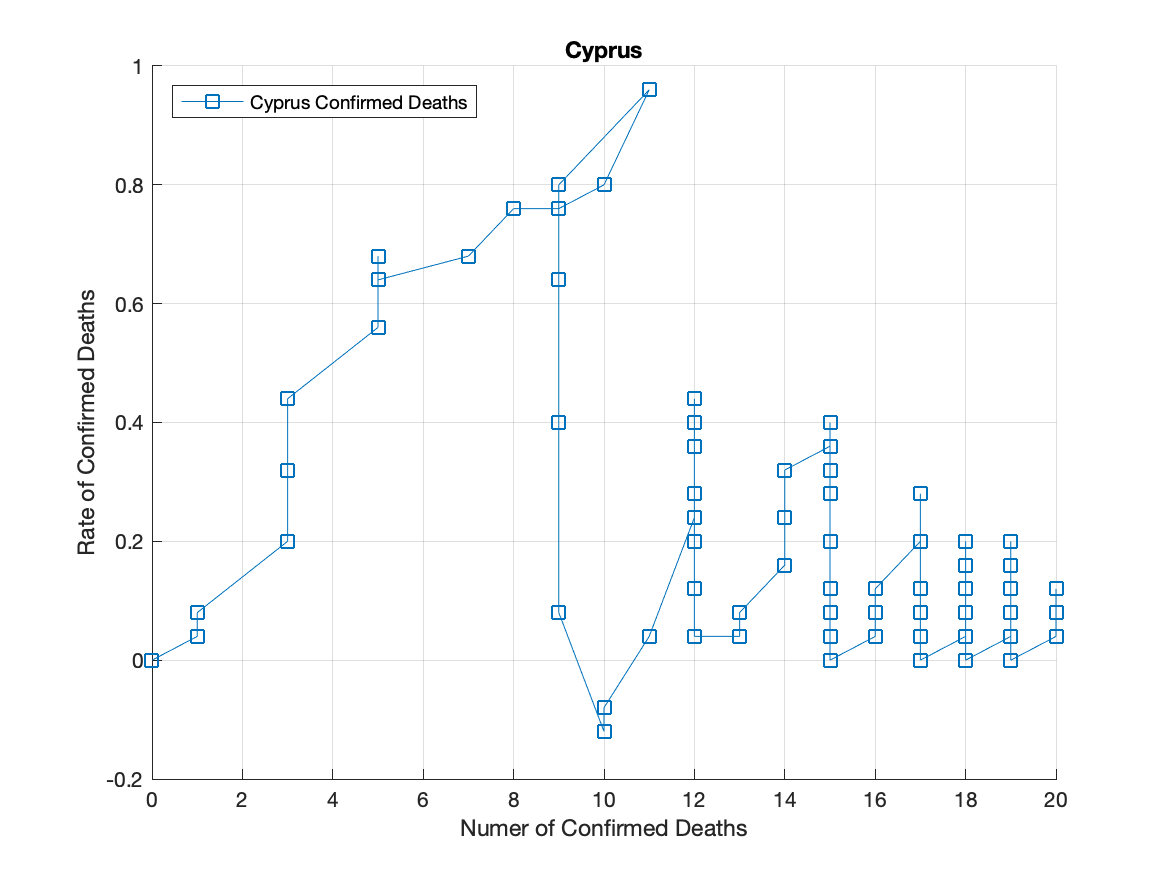 Cyprus
Cyprus Confirmed Deaths
Rate of Confirmed Deaths
1
0.8
0.6
0.4
0.2
0
-0.2
0 2 4 6 8 10 12 14 16 18 20
Numer of Confirmed Deaths